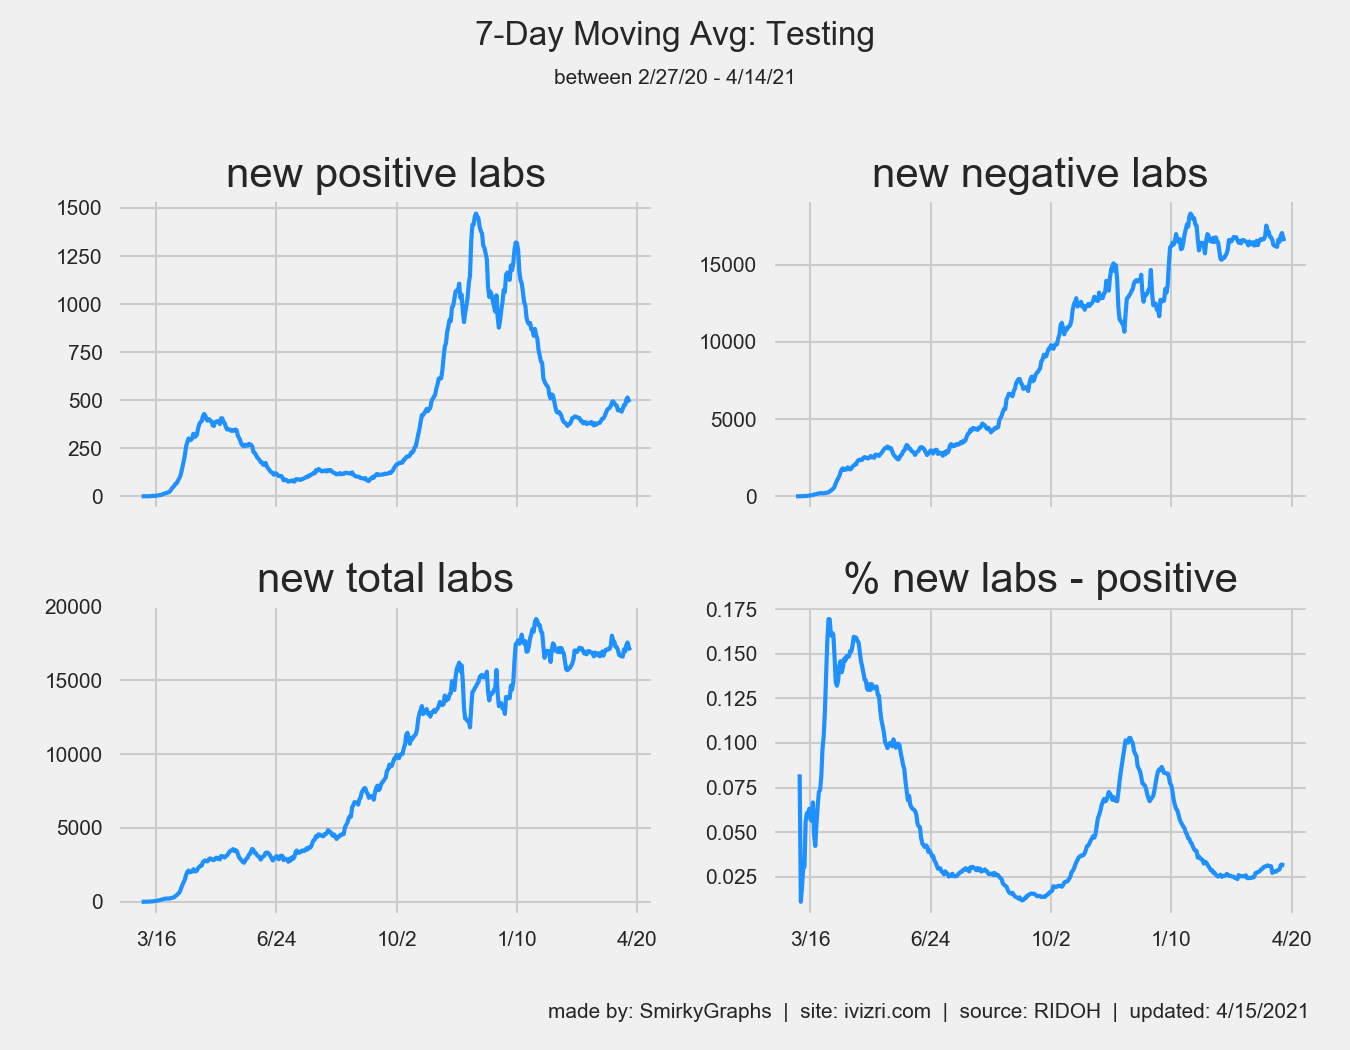 7-Day Moving Avg: Testing
between 2/27/20 - 4/14/21
new positive labs
1500
1250
1000
750
500
250
0
new negative labs
15000
10000
5000
0
new total labs
20000
15000
10000
5000
0
3/16 6/24 10/2 1/10 4/20
% new labs - positive
0.175
0.150
0.125
0.100
0.075
0.050
0.025
3/16 6/24 10/2 1/10 4/20
made by: SmirkyGraphs | site: ivizri.com | source: RIDOH | updated: 4/15/2021